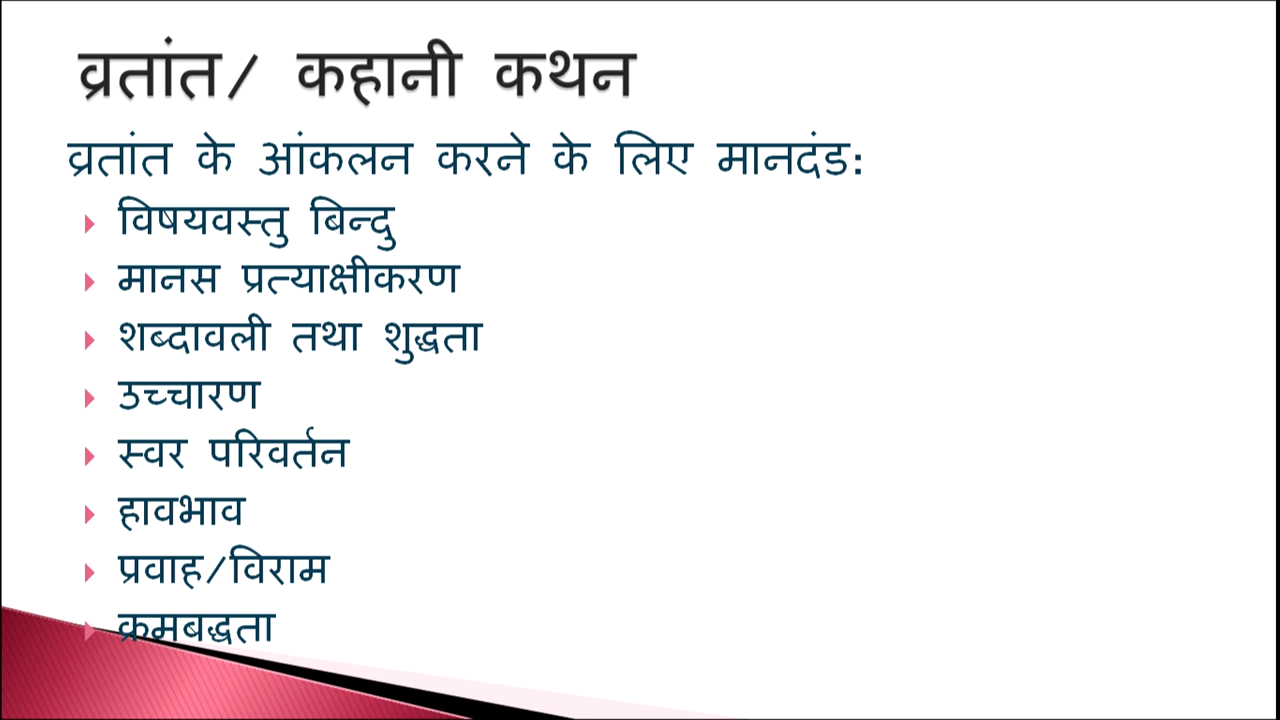 व्रतांत/ कहानी कथन
व्रतांत के आंकलन करने के लिए मानदंड:
विषयवस्तु बिन्दु
मानस प्रत्याक्षीकरण
शब्दावली तथा शुद्धता
उच्चारण
स्वर परिवर्तन
हावभाव
प्रवाह/विराम
क्रमबद्धता